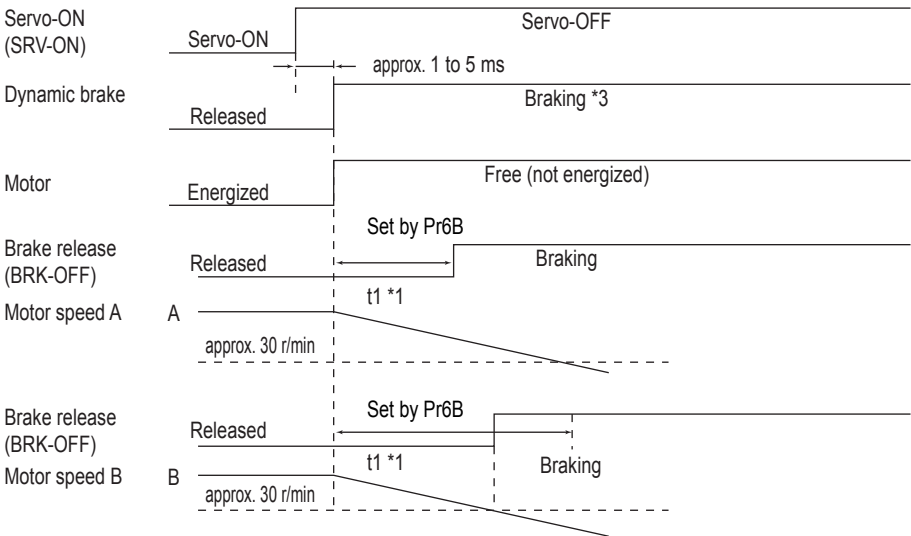 Servo-ON
(SRV-ON)
Servo-ON
Servo-OFF
approx. 1 to 5 ms
Dynamic brake
Released
Braking *3
Motor
Energized
Free (not energized)
Set by Pr6B
Brake release
(BRK-OFF)
Released
Braking
t1 *1
Motor speed A
A
approx. 30 r/min
Brake release
(BRK-OFF)
Released
Set by Pr6B
t1 *1
Braking
Motor speed B
B
approx. 30 r/min